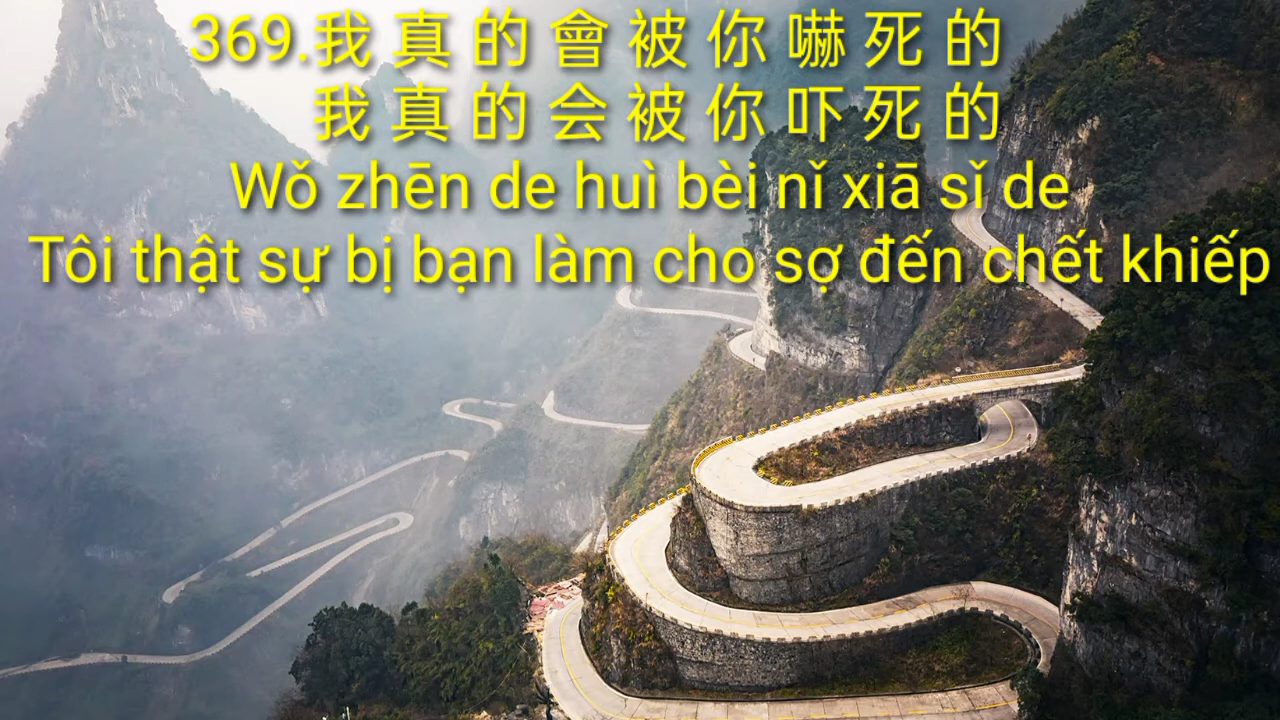 369.我 真 的 會 被 你 嚇 死 的
我 真 的 会 被 你 吓 死 的
Wǒ zhēn de huì bèi nǐ xiā sǐ de
Tôi thật sự bị bạn làm cho sợ đến chết khiếp